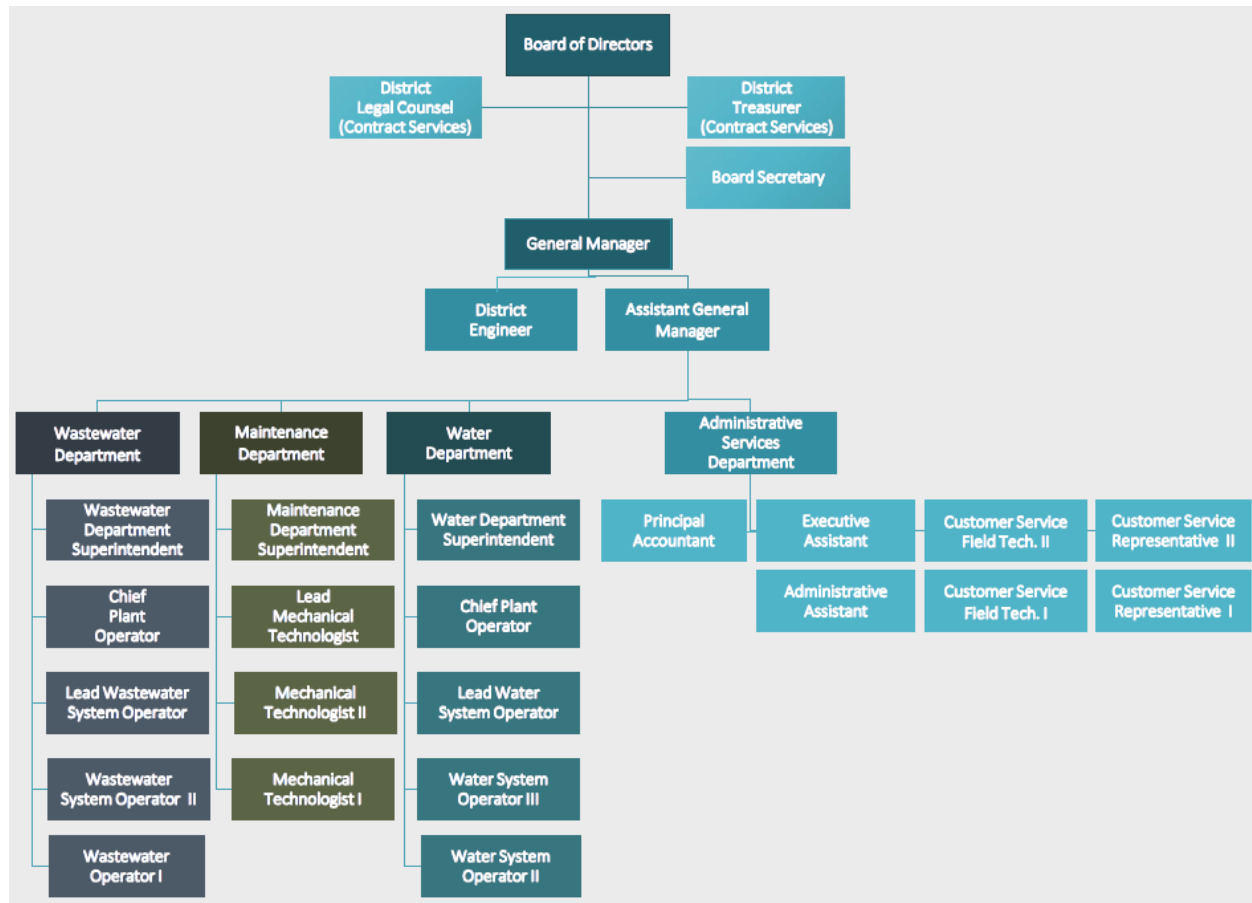 Board of Directors
District
Legal Counsel
(Contract Services)
District
Treasurer
(Contract Services)
Board Secretary
General Manager
District
Engineer
Assistant General
Manager
Wastewater
Department
Maintenance
Department
Water
Department
Administrative
Services
Department
Wastewater
Department
Superintendent
Chief
Plant
Operator
Lead Wastewater
System Operator
Wastewater
System Operator II
Wastewater
Operator I
Maintenance
Department
Superintendent
Lead
Mechanical
Technologist
Mechanical
Technologist II
Mechanical
Technologist I
Water Department
Superintendent
Chief Plant
Operator
Lead Water
System Operator
Water System
Operator III
Water System
Operator II
Principal
Accountant
Executive
Assistant
Customer Service
Field Tech. II
Customer Service
Representative II
Administrative
Assistant
Customer Service
Field Tech. I
Customer Service
Representative I